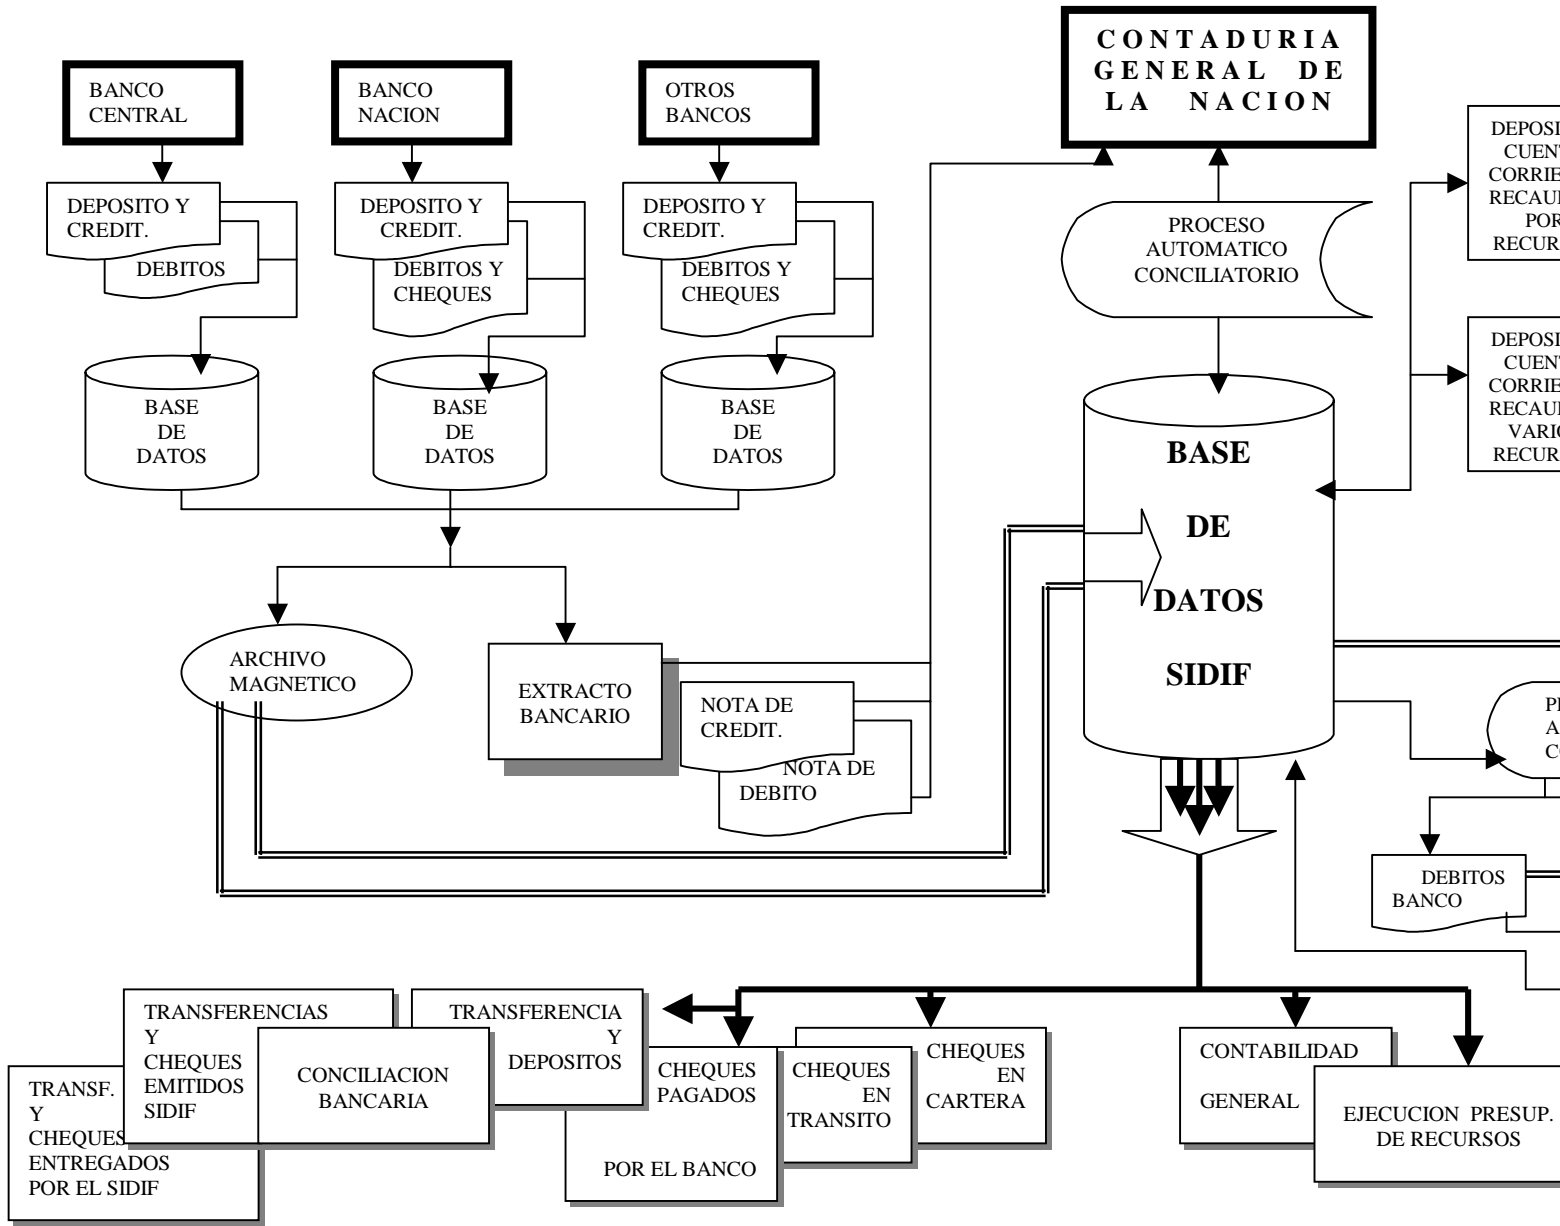 CONTADURIA
GENERAL DE
LA NACION
BANCO
CENTRAL
BANCO
NACION
OTROS
BANCOS
DEPOSITO Y
CREDIT.
DEBITOS
DEPOSITO Y
CREDIT.
DEBITOS Y
CHEQUES
DEPOSITO Y
CREDIT.
DEBITOS Y
CHEQUES
PROCESO
AUTOMATICO
CONCILIATORIO
POR
BASE
DE
DATOS
BASE
DE
DATOS
BASE
DE
DATOS
BASE
DE
DATOS
SIDIF
ARCHIVO
MAGNETICO
EXTRACTO
BANCARIO
NOTA DE
CREDIT.
NOTA DE
DEBITO
DEBITOS
BANCO
TRANSF.
Y
CHEQUES
ENTREGADOS
POR EL SIDIF
TRANSFERENCIAS
Y
CHEQUES
EMITIDOS
SIDIF
CONCILIACION
BANCARIA
TRANSFERENCIA
Y
DEPOSITOS
CHEQUES
PAGADOS
POR EL BANCO
CHEQUES
EN
TRANSITO
CHEQUES
EN
CARTERA
CONTABILIDAD
GENERAL
EJECUCION PRESUP.
DE RECURSOS